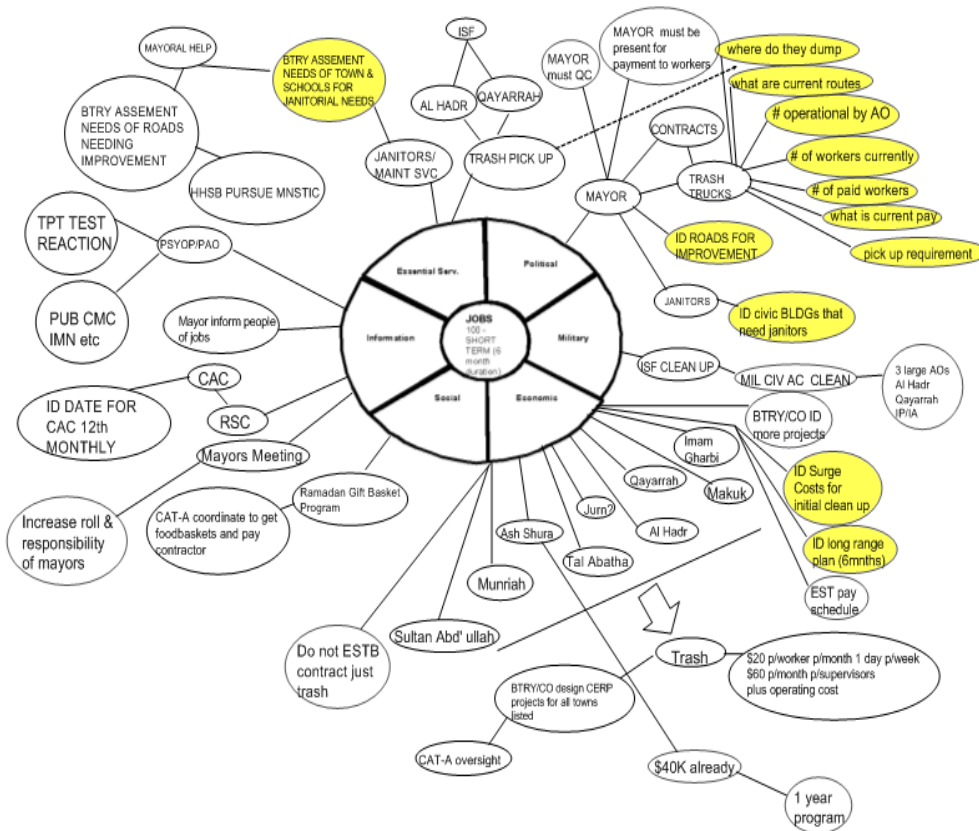 ISF
MAYORAL HELP
BTRY ASSEMENT
NEEDS OF TOWN &
SCHOOLS FOR
JANITORIAL NEEDS
AL HADR
QAYARRAH
MAYOR
must QC
MAYOR must be
present for
payment to workers
where do they dump
what are current routes
# operational by AO
# of workers currently
# of paid workers
what is current pay
pick up requirement
BTRY ASSEMENT
NEEDS OF ROADS
NEEDING
IMPROVEMENT
HHSB PURSUE MNSTIC
JANITORS/
MAINT SVC
TRASH PICK UP
CONTRACTS
MAYOR
TRASH
TRUCKS
ID ROADS FOR
IMPROVEMENT
JANITORS
ID civic BLDGs that
need janitors
TPT TEST
REACTION
PSYOP/PAO
PUB CMC
IMN etc
Mayor inform people
of jobs
Essential Serv.
Political
Information
JOBS
100 -
SHORT
TERM (6
month
duration)
Military
Social
Economic
ISF CLEAN UP
MIL CIV AC CLEAN
3 large AOs
Al Hadr
Qayarrah
IP/IA
CAC
ID DATE FOR
CAC 12th
MONTHLY
RSC
Mayors Meeting
Increase roll &
responsibility
of mayors
CAT-A coordinate to get
foodbaskets and pay
contractor
Ramadan Gift Basket
Program
BTRY/CO ID
more projects
Imam
Gharbi
Qayarrah
Makuk
ID Surge
Costs for
initial clean up
Jurn?
Al Hadr
Ash Shura
Tal Abatha
ID long range
plan (6mnths)
EST pay
schedule
Munriah
Sultan Abd' ullah
Do not ESTB
contract just
trash
Trash
$20 p/worker p/month 1 day p/week
$60 p/month p/supervisors
plus operating cost
BTRY/CO design CERP
projects for all towns
listed
CAT-A oversight
$40K already
1 year
program